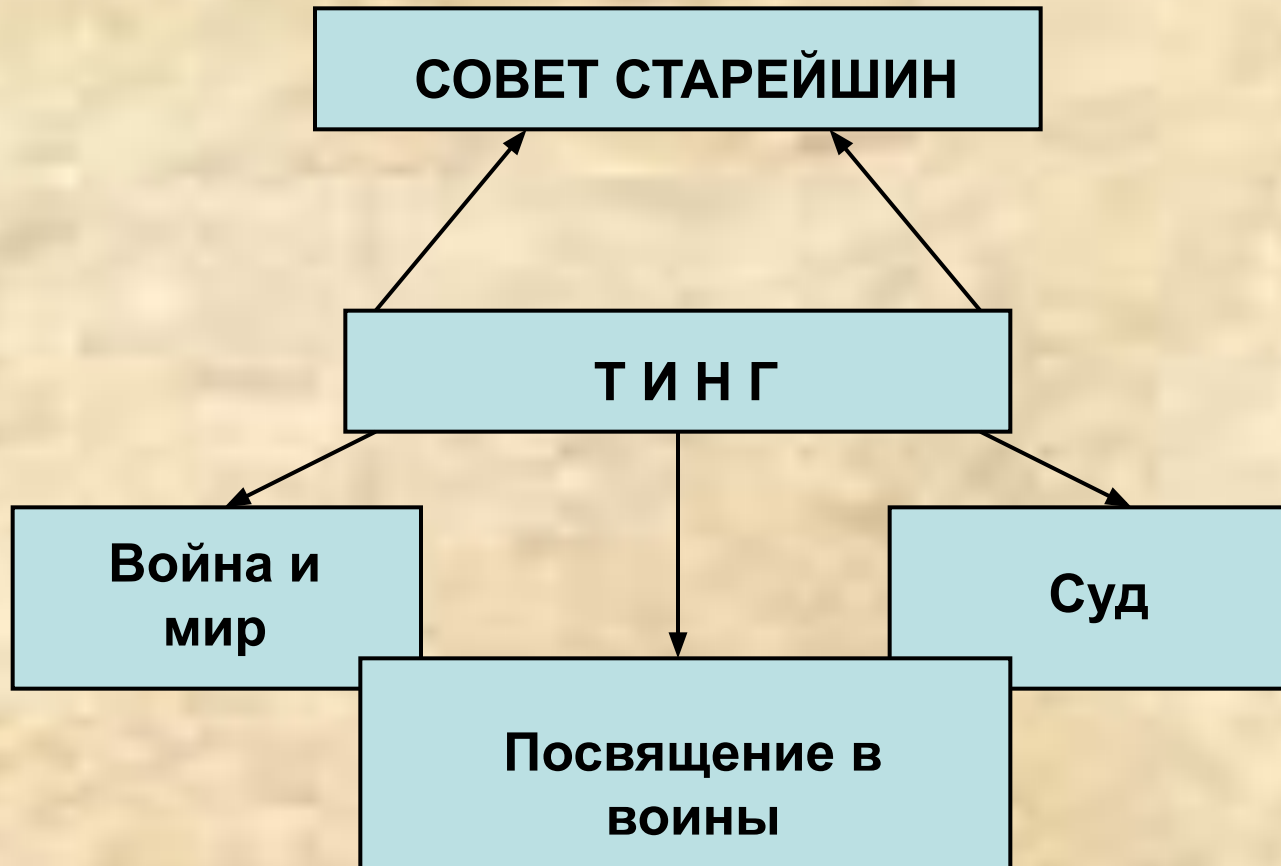 СОВЕТ СТАРЕЙШИН
Т И Н Г
Война и
мир
Суд
Посвящение в
воины